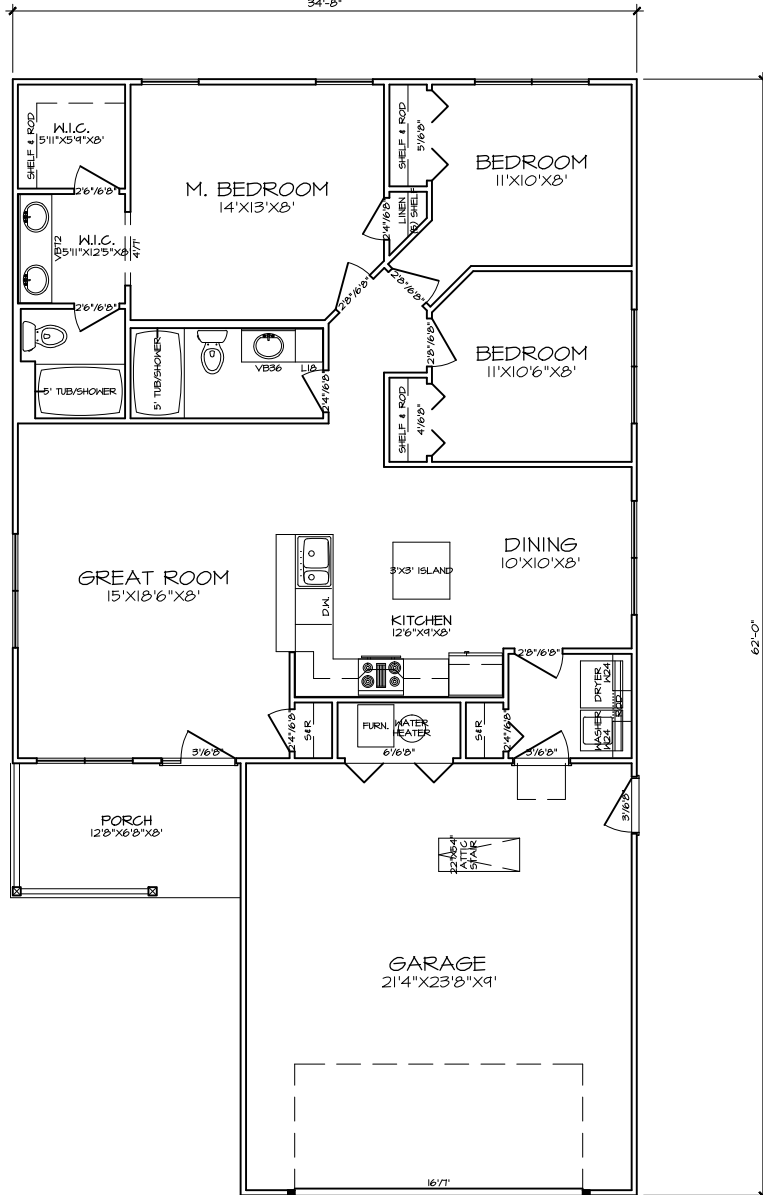 34'-8"
SHELF & ROD
W.I.C.
5'11"X5'9"X8'
2'6"/6'8"
M. BEDROOM
14'X13'X8'
SHELF & ROD
5'/6'8"
BEDROOM
11'X10'X8'
VB72
W.I.C.
5'11"X12'5"X8'
4'7"
2'4"/6'8"
LINEN
(5) SHELF
2'6"/6'8"
2'8"/6'8"
2'8"/6'8"
5' TUB/SHOWER
5' TUB/SHOWER
VB36
L18
2'4"/6'8"
2'8"/6'8"
BEDROOM
11'X10'6"X8'
SHELF & ROD
4'/6'8"
GREAT ROOM
15'X18'6"X8'
D.W.
3'X3' ISLAND
DINING
10'X10'X8'
KITCHEN
12'6"X9'X8'
62'-0"
2'8"/6'8"
DRYER
W24
ROD
WASHER
W24
3'/6'8"
2'4"/6'8"
S&R
FURN.
WATER
HEATER
6'/6'8"
S&R
2'4"/6'8"
3'/6'8"
3'/6'8"
PORCH
12'8"X6'8"X8'
22"X54"
ATTIC
STAIR
GARAGE
21'4"X23'8"X9'
16'/7'